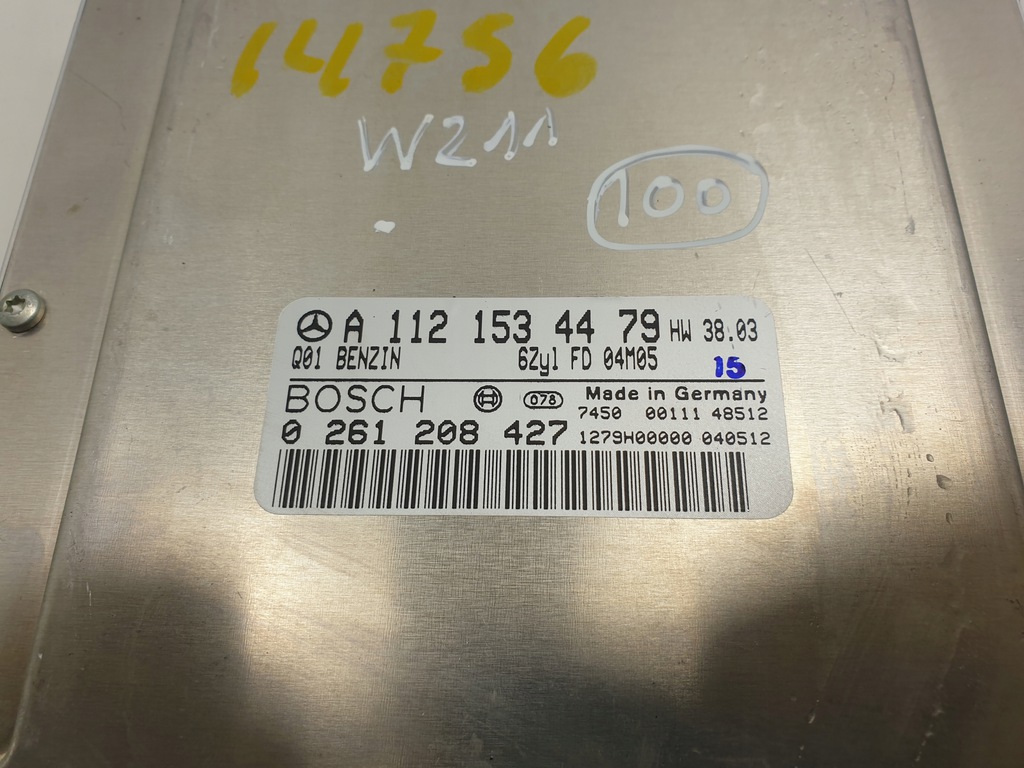 14756
W211
100
A 112 153 44 79 HW 38.03
Q01 BENZIN 6Zyl FD 04M05 15
BOSCH 078 Made in Germany
7450 00111 48512
0 261 208 427 1279H00000 040512